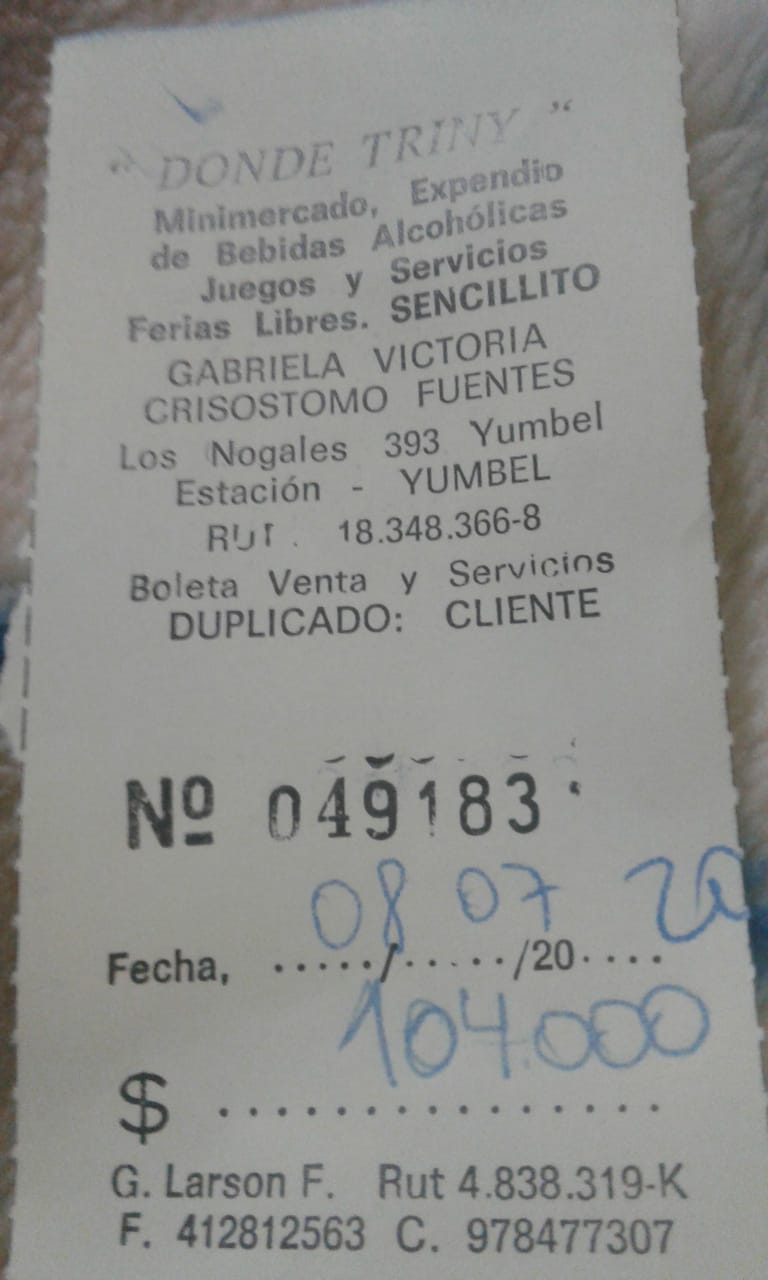 " DONDE TRINY "
Minimercado, Expendio
de Bebidas Alcohólicas
Juegos y Servicios
Ferias Libres. SENCILLITO
GABRIELA VICTORIA
CRISOSTOMO FUENTES
Los Nogales 393 Yumbel
Estación - YUMBEL
RUT. 18.348.366-8
Boleta Venta y Servicios
DUPLICADO: CLIENTE
Nº 049183
08 07 20
Fecha, ...../...../20....
104.000
$ ................
G. Larson F. Rut 4.838.319-K
F. 412812563 C. 978477307